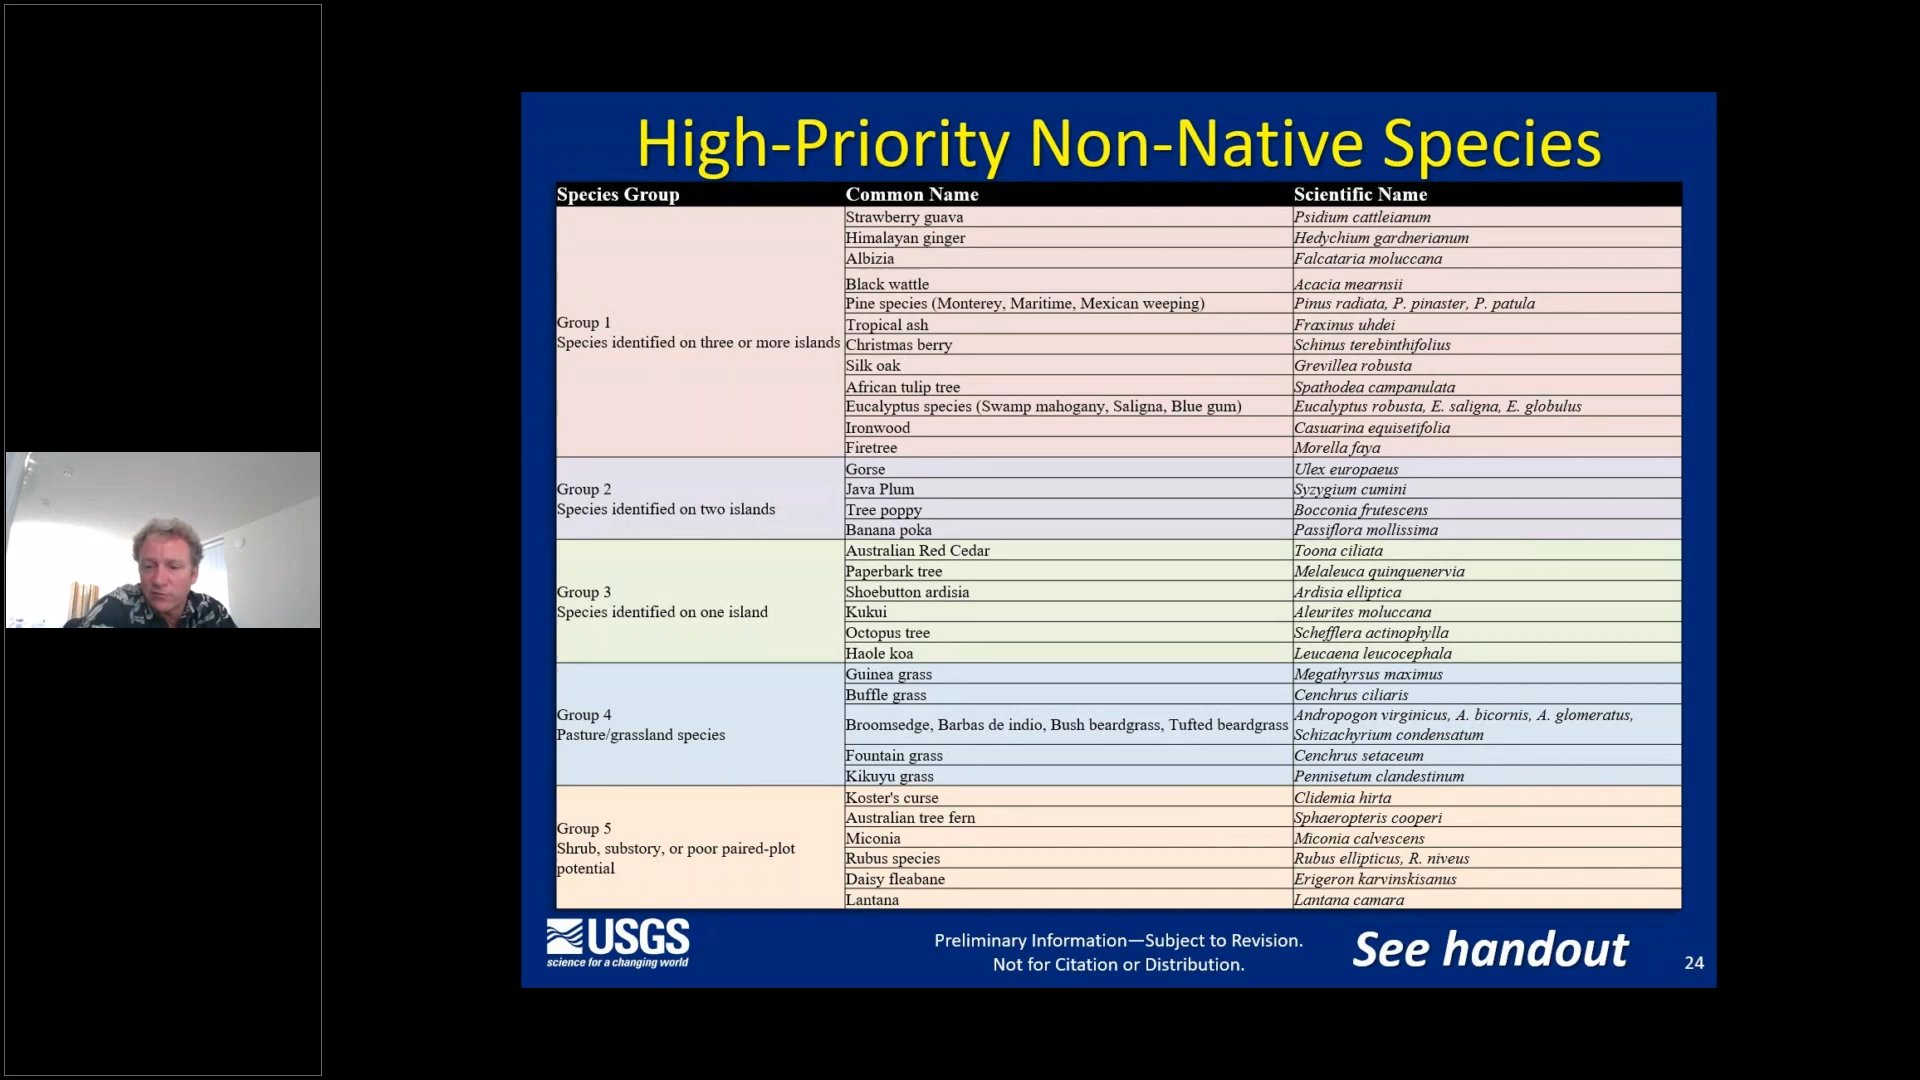 High-Priority Non-Native Species
Species Group Common Name Scientific Name
Group 1
Species identified on three or more islands
Strawberry guava Psidium cattleianum
Himalayan ginger Hedychium gardnerianum
Albizia Falcataria moluccana
Black wattle Acacia mearnsii
Pine species (Monterey, Maritime, Mexican weeping) Pinus radiata, P. pinaster, P. patula
Tropical ash Fraxinus uhdei
Christmas berry Schinus terebinthifolius
Silk oak Grevillea robusta
African tulip tree Spathodea campanulata
Eucalyptus species (Swamp mahogany, Saligna, Blue gum) Eucalyptus robusta, E. saligna, E. globulus
Ironwood Casuarina equisetifolia
Firetree Morella faya
Group 2
Species identified on two islands
Gorse Ulex europaeus
Java Plum Syzygium cumini
Tree poppy Bocconia frutescens
Banana poka Passiflora mollissima
Group 3
Species identified on one island
Australian Red Cedar Toona ciliata
Paperbark tree Melaleuca quinquenervia
Shoebutton ardisia Ardisia elliptica
Kukui Aleurites moluccana
Octopus tree Schefflera actinophylla
Haole koa Leucaena leucocephala
Group 4
Pasture/grassland species
Guinea grass Megathyrsus maximus
Buffle grass Cenchrus ciliaris
Broomsedge, Barbas de indio, Bush beardgrass, Tufted beardgrass Andropogon virginicus, A. bicornis, A. glomeratus,
Schizachyrium condensatum
Fountain grass Cenchrus setaceum
Kikuyu grass Pennisetum clandestinum
Group 5
Shrub, substory, or poor paired-plot
potential
Koster's curse Clidemia hirta
Australian tree fern Sphaeropteris cooperi
Miconia Miconia calvescens
Rubus species Rubus ellipticus, R. niveus
Daisy fleabane Erigeron karvinskisanus
Lantana Lantana camara
USGS
science for a changing world
Preliminary Information—Subject to Revision.
Not for Citation or Distribution.
See handout
24